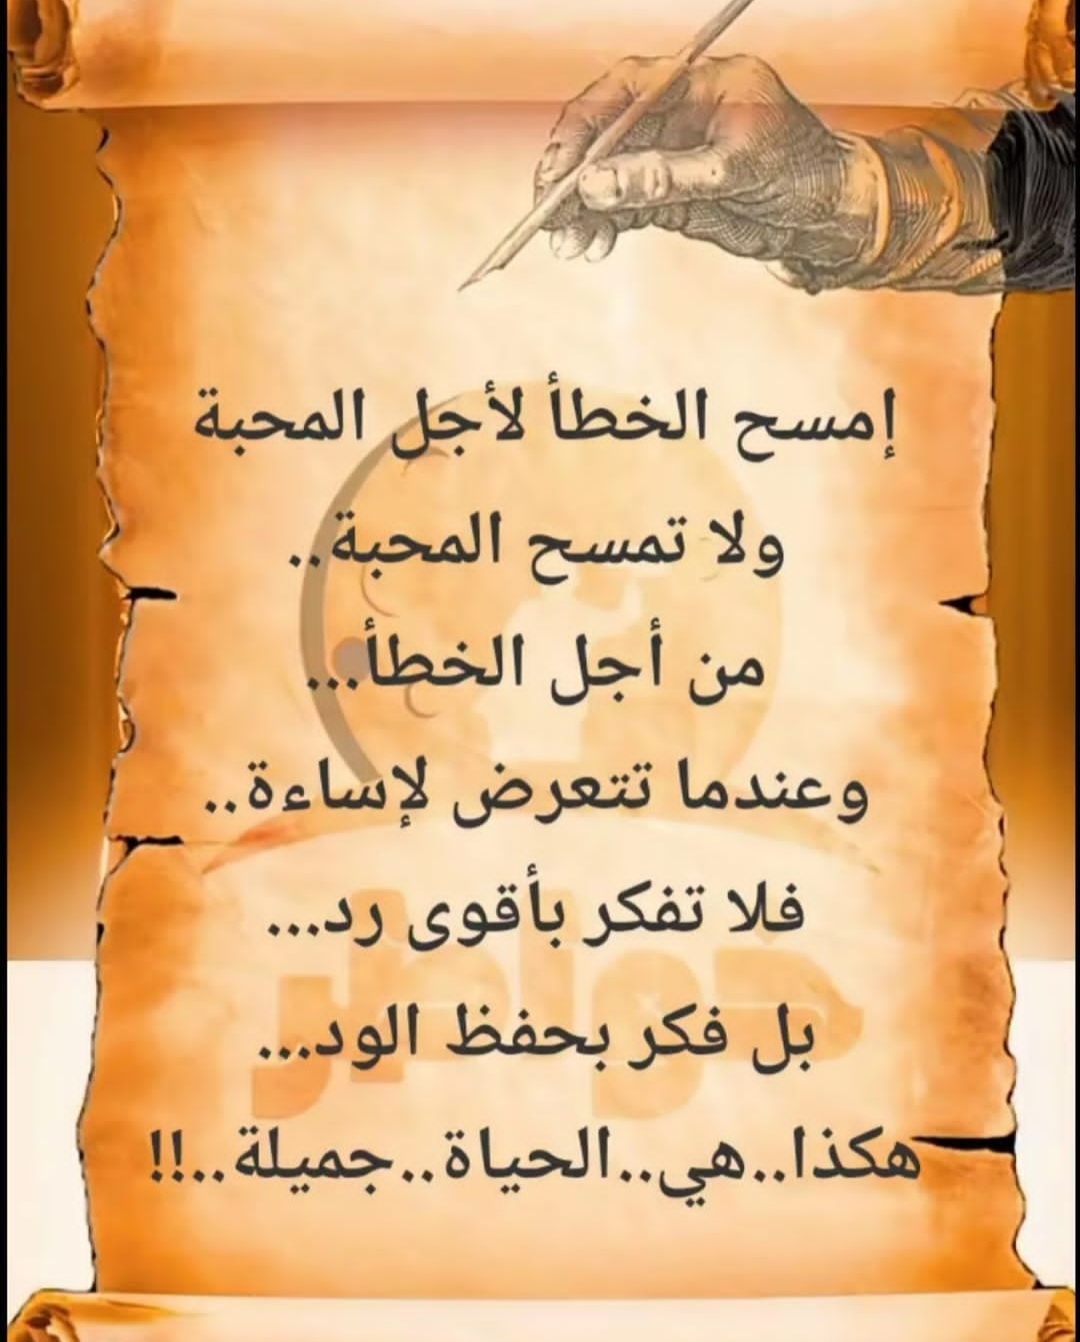 إمسح الخطأ لأجل المحبة
ولا تمسح المحبة..
من أجل الخطأ...
وعندما تتعرض لإساءة..
فلا تفكر بأقوى رد...
بل فكر بحفظ الود...
هكذا..هي..الحياة..جميلة..!!
خواطر